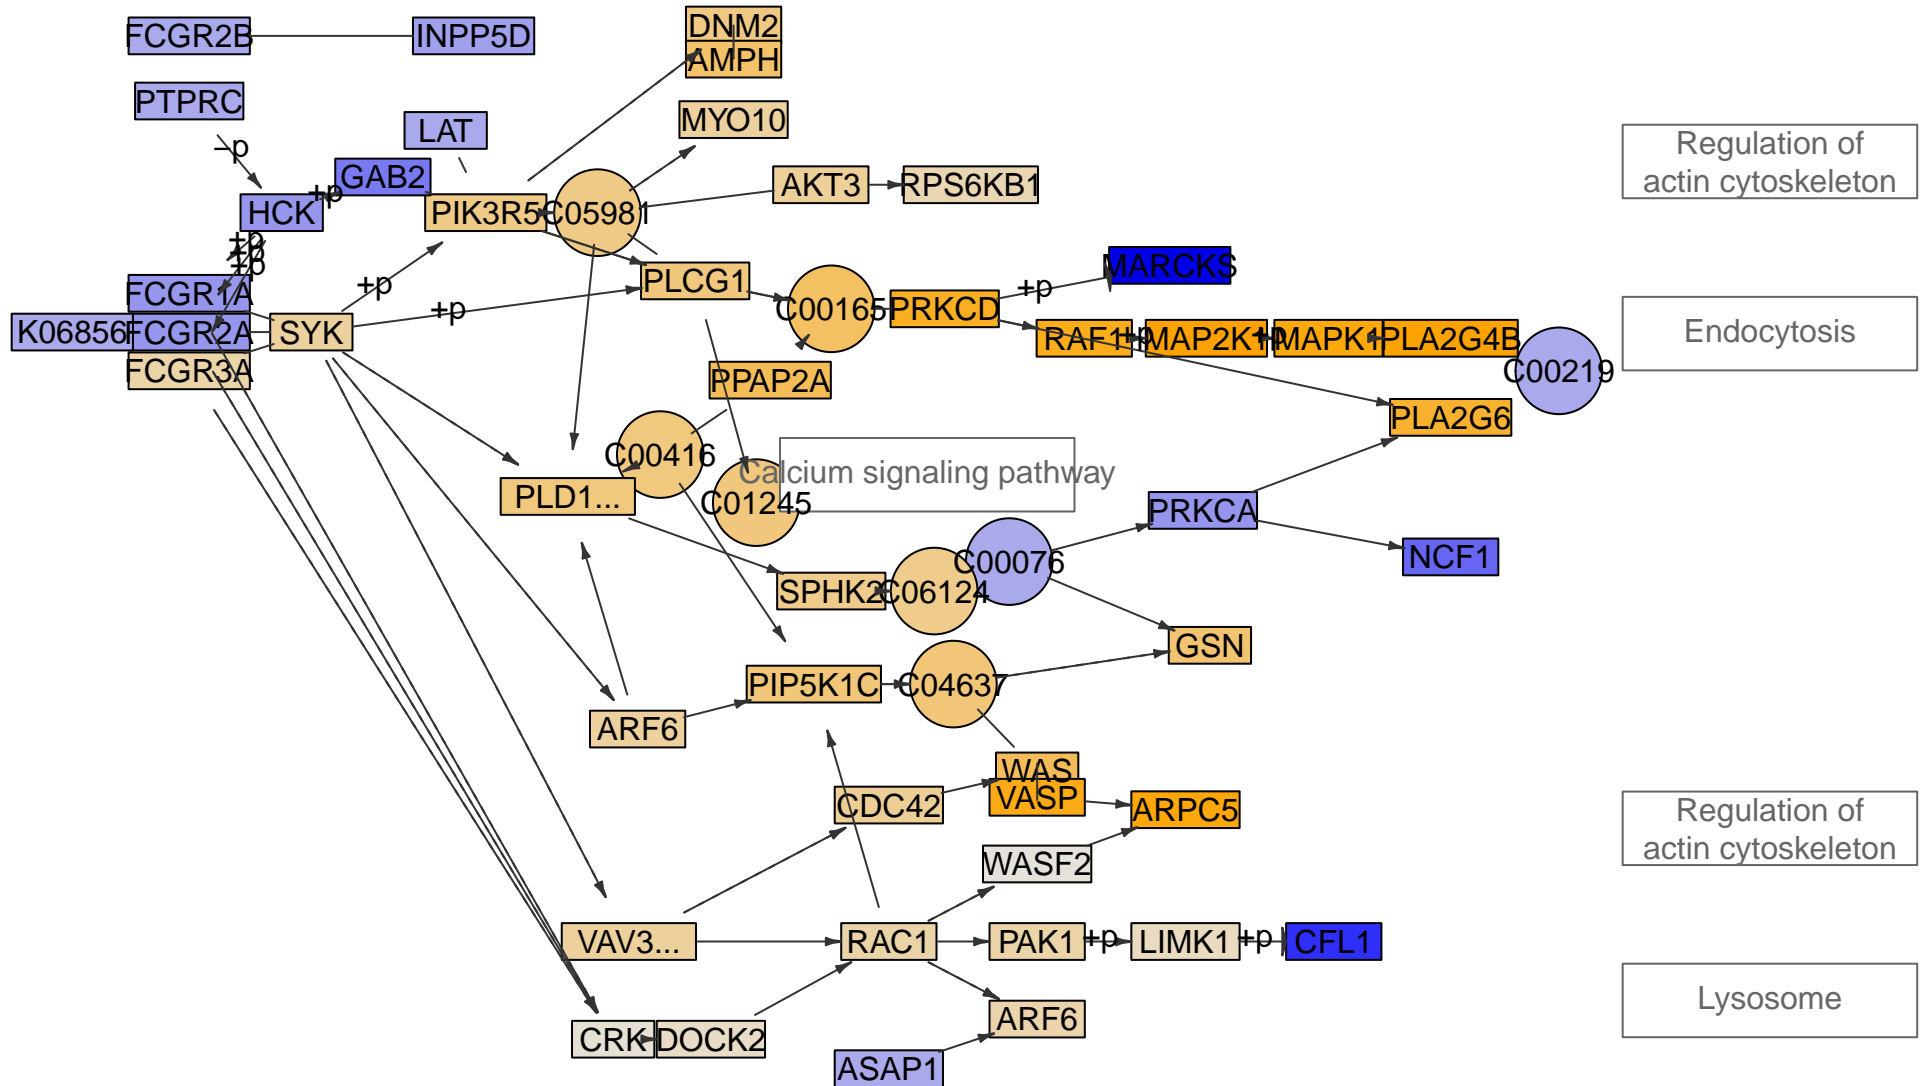 FCGR2B
INPP5D
DNM2
AMPH
PTPRC
LAT
MYO10
Regulation of
actin cytoskeleton
–p
GAB2
+p
HCK
PIK3R5
C05981
AKT3
RPS6KB1
+p
+p
+p
FCGR1A
+p
PLCG1
C00165
PRKCD
+p
MARCKS
K06856
FCGR2A
SYK
+p
RAF1
+p
MAP2K1
+p
MAPK1
PLA2G4B
Endocytosis
FCGR3A
PPAP2A
C00219
PLA2G6
C00416
Calcium signaling pathway
PLD1...
C01245
PRKCA
C00076
NCF1
SPHK2
C06124
GSN
PIP5K1C
C04637
ARF6
WAS
VASP
CDC42
ARPC5
Regulation of
actin cytoskeleton
WASF2
VAV3...
RAC1
PAK1
+p
LIMK1
+p
CFL1
Lysosome
ARF6
CRK
DOCK2
ASAP1